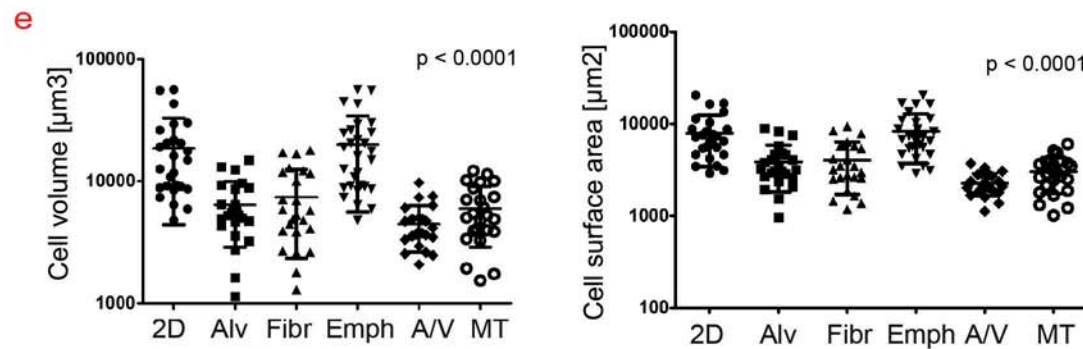 e
Cell volume [µm3]
100000
10000
1000
p < 0.0001
2D Alv Fibr Emph A/V MT
Cell surface area [µm2]
100000
10000
1000
100
p < 0.0001
2D Alv Fibr Emph A/V MT